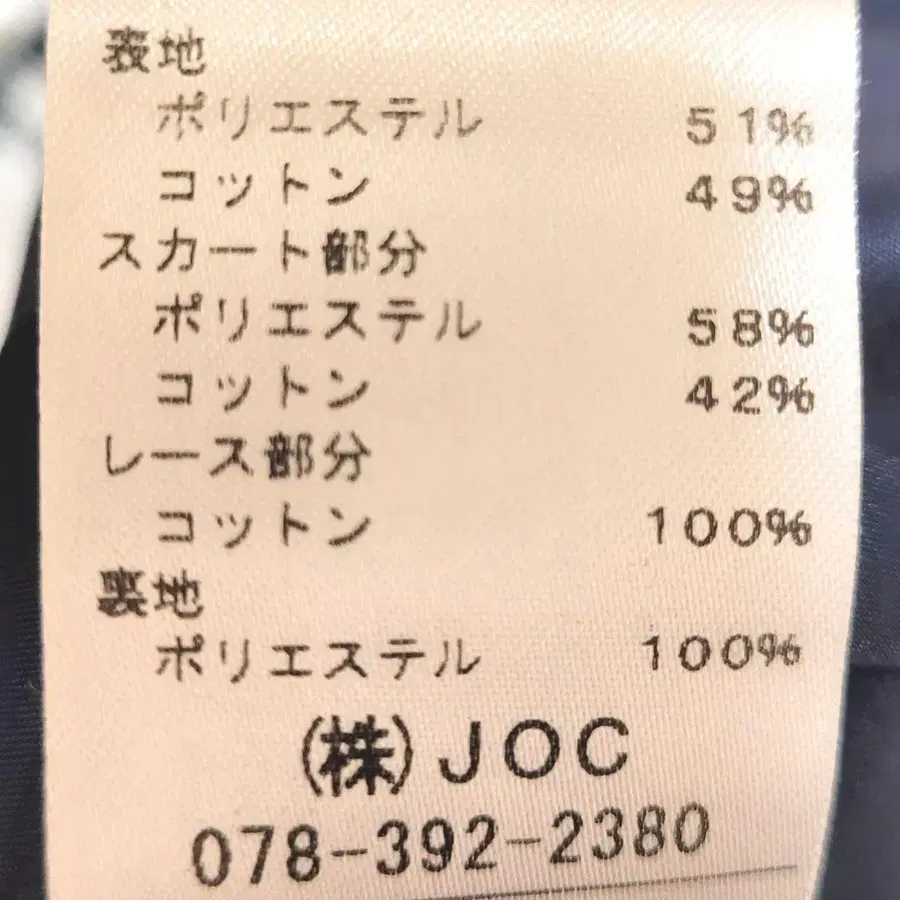 表地
ポリエステル 51%
コットン 49%
スカート部分
ポリエステル 58%
コットン 42%
レース部分
コットン 100%
裏地
ポリエステル 100%
(株)JOC
078-392-2380